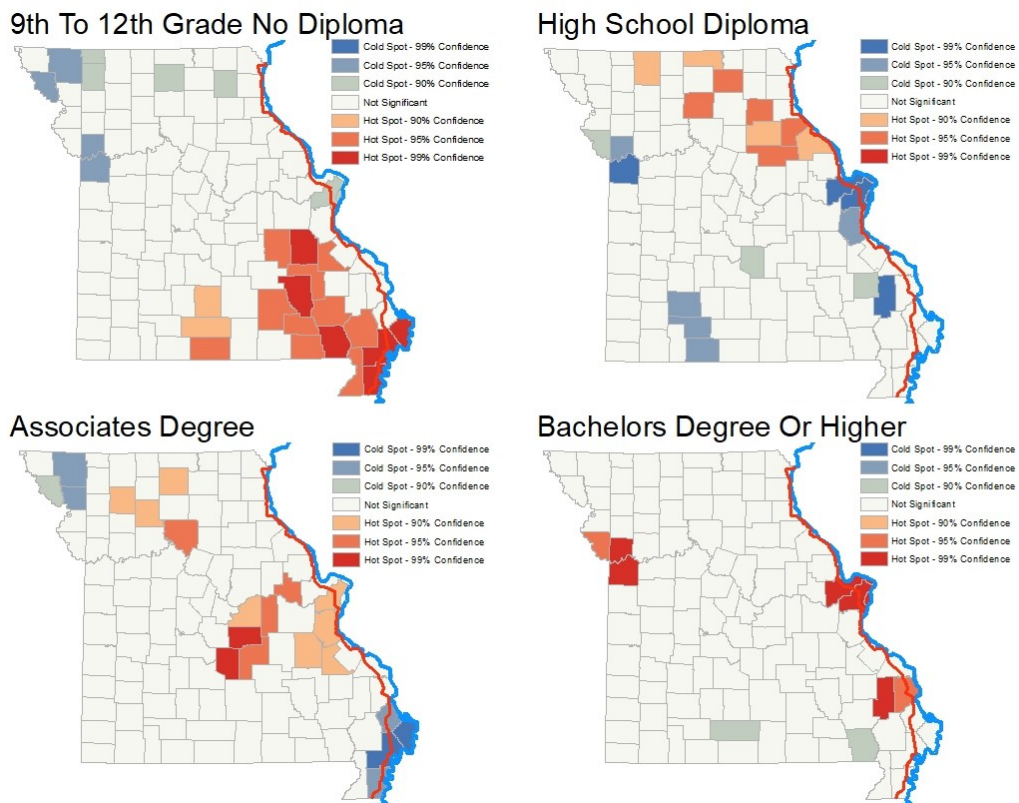 9th To 12th Grade No Diploma
Cold Spot - 99% Confidence
Cold Spot - 95% Confidence
Cold Spot - 90% Confidence
Not Significant
Hot Spot - 90% Confidence
Hot Spot - 95% Confidence
Hot Spot - 99% Confidence
High School Diploma
Cold Spot - 99% Confidence
Cold Spot - 95% Confidence
Cold Spot - 90% Confidence
Not Significant
Hot Spot - 90% Confidence
Hot Spot - 95% Confidence
Hot Spot - 99% Confidence
Associates Degree
Cold Spot - 99% Confidence
Cold Spot - 95% Confidence
Cold Spot - 90% Confidence
Not Significant
Hot Spot - 90% Confidence
Hot Spot - 95% Confidence
Hot Spot - 99% Confidence
Bachelors Degree Or Higher
Cold Spot - 99% Confidence
Cold Spot - 95% Confidence
Cold Spot - 90% Confidence
Not Significant
Hot Spot - 90% Confidence
Hot Spot - 95% Confidence
Hot Spot - 99% Confidence